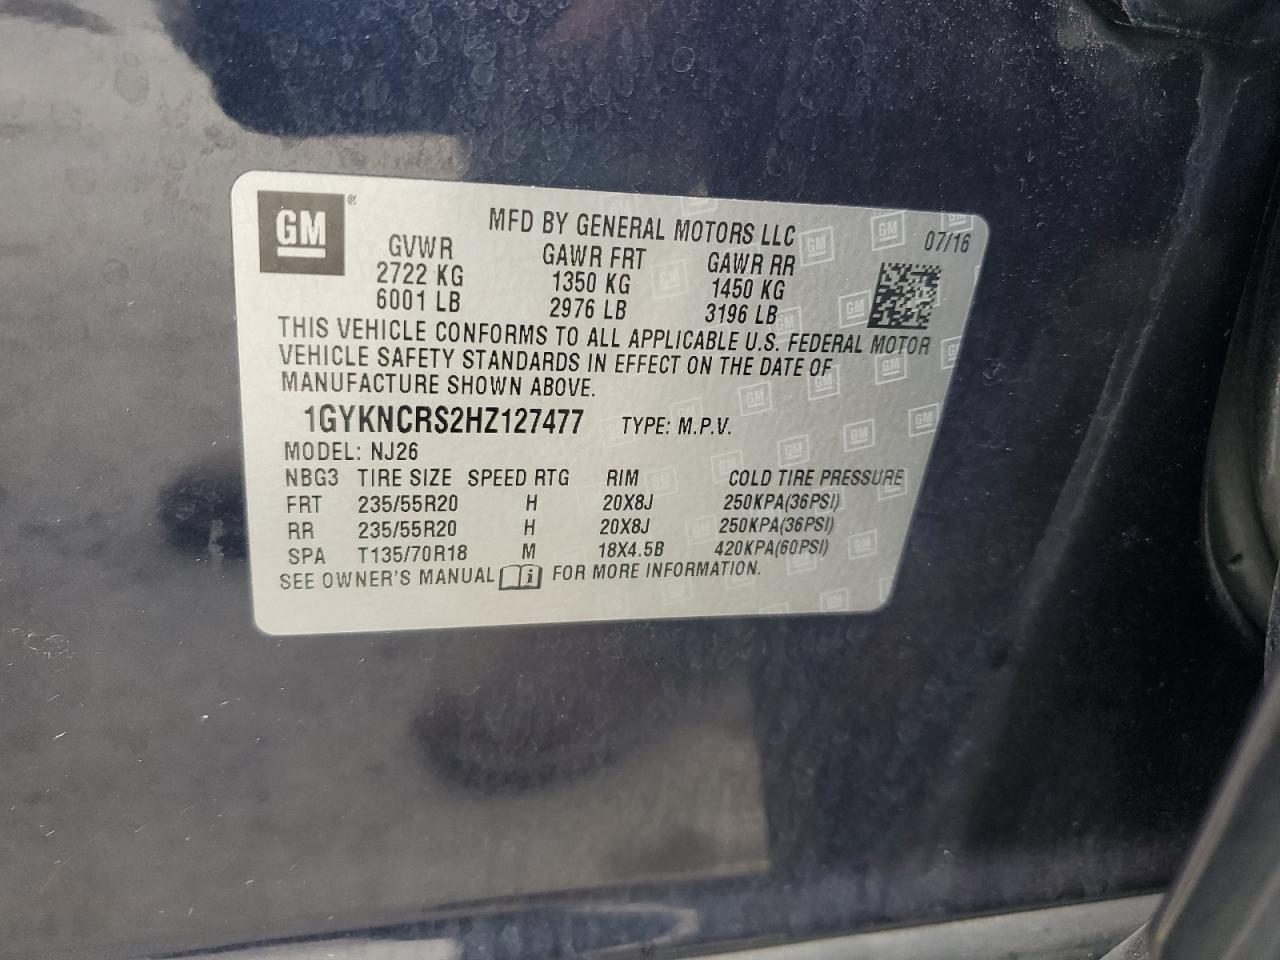 GM ®
MFD BY GENERAL MOTORS LLC
07/16
GVWR GAWR FRT GAWR RR
2722 KG 1350 KG 1450 KG
6001 LB 2976 LB 3196 LB
THIS VEHICLE CONFORMS TO ALL APPLICABLE U.S. FEDERAL MOTOR
VEHICLE SAFETY STANDARDS IN EFFECT ON THE DATE OF
MANUFACTURE SHOWN ABOVE.
1GYKNCRS2HZ127477 TYPE: M.P.V.
MODEL: NJ26
NBG3 TIRE SIZE SPEED RTG RIM COLD TIRE PRESSURE
FRT 235/55R20 H 20X8J 250KPA(36PSI)
RR 235/55R20 H 20X8J 250KPA(36PSI)
SPA T135/70R18 M 18X4.5B 420KPA(60PSI)
SEE OWNER'S MANUAL i FOR MORE INFORMATION.